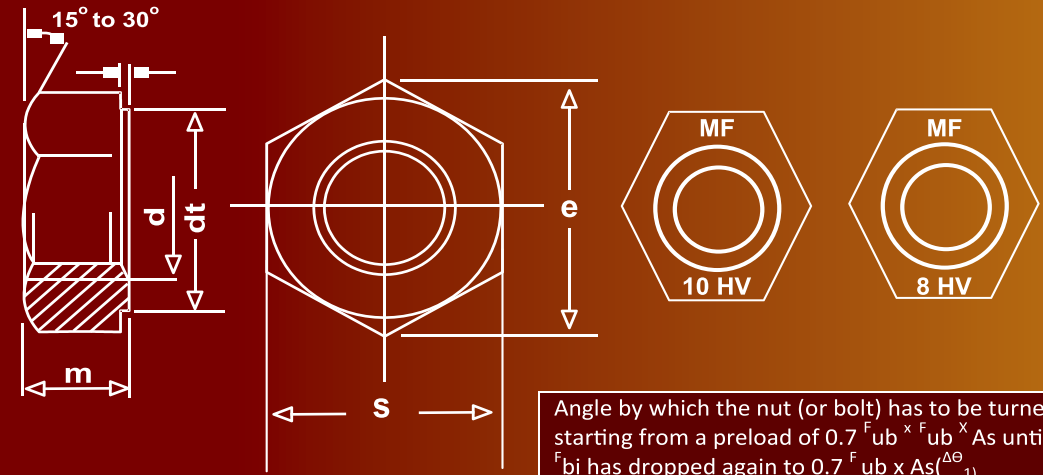 15° to 30°
d
dt
m
e
s
MF
10 HV
MF
8 HV
Angle by which the nut (or bolt) has to be turne
starting from a preload of 0.7 ᶠub ˣ ᶠub ˣ As unti
ᶠbi has dropped again to 0.7 ᶠ ub x As(ΔΘ₁)